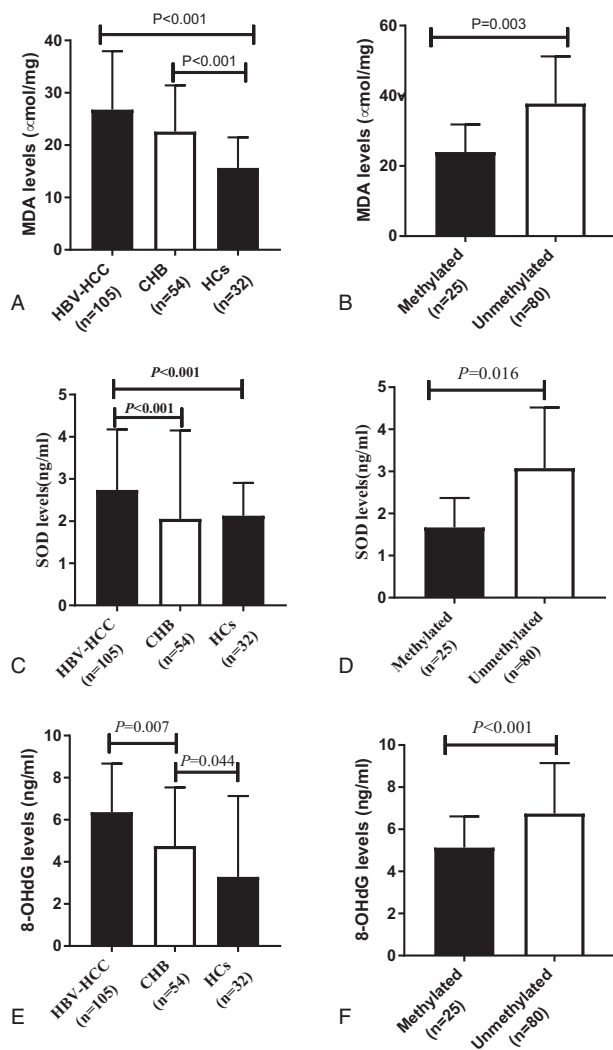 P<0.001
P<0.001
MDA levels (∝mol/mg)
40
30
20
10
0
HBV-HCC
(n=105)
CHB
(n=54)
HCs
(n=32)
A
P=0.003
MDA levels (∝mol/mg)
60
40
20
0
Methylated
(n=25)
Unmethylated
(n=80)
B
P<0.001
P<0.001
SOD levels(ng/ml)
5
4
3
2
1
0
HBV-HCC
(n=105)
CHB
(n=54)
HCs
(n=32)
C
P=0.016
SOD levels(ng/ml)
5
4
3
2
1
0
Methylated
(n=25)
Unmethylated
(n=80)
D
P=0.007
P=0.044
8-OHdG levels (ng/ml)
10
8
6
4
2
0
HBV-HCC
(n=105)
CHB
(n=54)
HCs
(n=32)
E
P<0.001
8-OHdG levels (ng/ml)
10
8
6
4
2
0
Methylated
(n=25)
Unmethylated
(n=80)
F